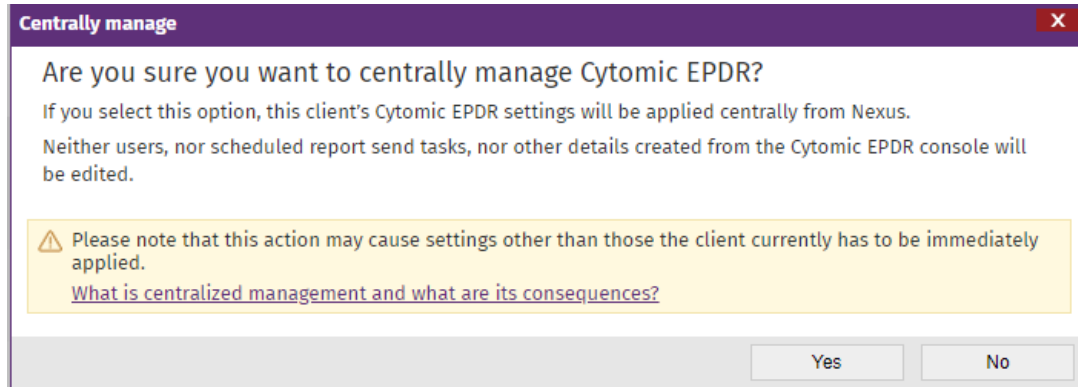 Centrally manage
X
Are you sure you want to centrally manage Cytomic EPDR?
If you select this option, this client's Cytomic EPDR settings will be applied centrally from Nexus.
Neither users, nor scheduled report send tasks, nor other details created from the Cytomic EPDR console will
be edited.
Please note that this action may cause settings other than those the client currently has to be immediately
applied.
What is centralized management and what are its consequences?
Yes No